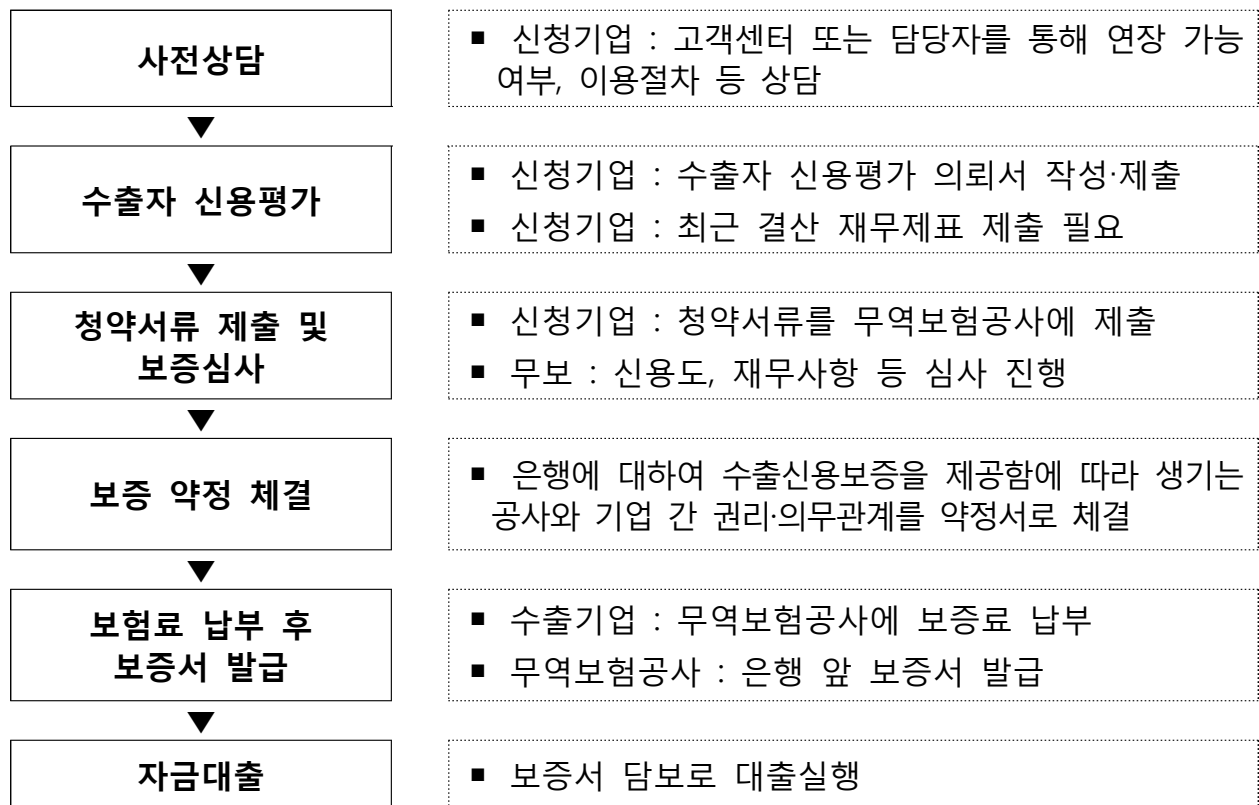 사전상담
■ 신청기업 : 고객센터 또는 담당자를 통해 연장 가능
여부, 이용절차 등 상담
▼
수출자 신용평가
■ 신청기업 : 수출자 신용평가 의뢰서 작성·제출
■ 신청기업 : 최근 결산 재무제표 제출 필요
▼
청약서류 제출 및
보증심사
■ 신청기업 : 청약서류를 무역보험공사에 제출
■ 무보 : 신용도, 재무사항 등 심사 진행
▼
보증 약정 체결
■ 은행에 대하여 수출신용보증을 제공함에 따라 생기는
공사와 기업 간 권리·의무관계를 약정서로 체결
▼
보험료 납부 후
보증서 발급
■ 수출기업 : 무역보험공사에 보증료 납부
■ 무역보험공사 : 은행 앞 보증서 발급
▼
자금대출
■ 보증서 담보로 대출실행